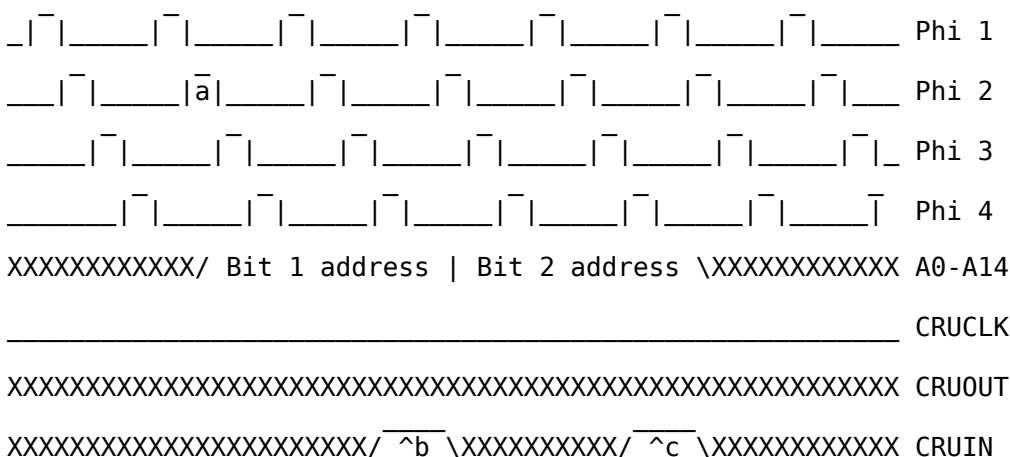 Phi 1
a Phi 2
Phi 3
Phi 4
XXXXXXXXXXXX/ Bit 1 address | Bit 2 address \XXXXXXXXXXXX A0-A14
CRUCLK
XXXXXXXXXXXXXXXXXXXXXXXXXXXXXXXXXXXXXXXXXXXXXXXXXXXXXXXXX CRUOUT
XXXXXXXXXXXXXXXXXXXXXXX/ ^b \XXXXXXXXXX/ ^c \XXXXXXXXXXXX CRUIN